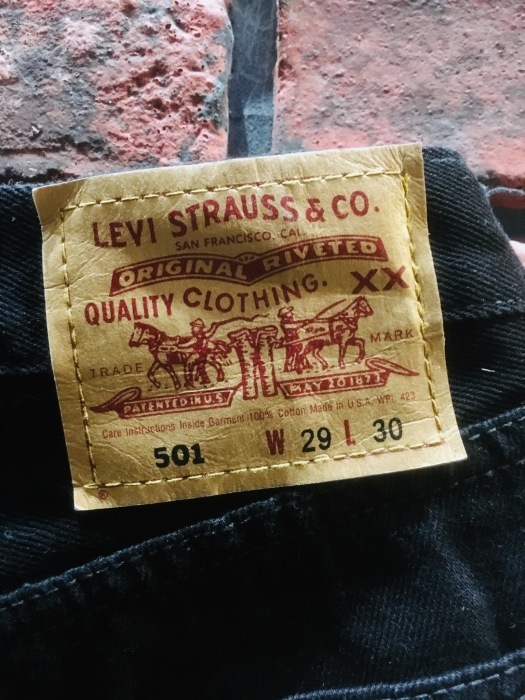 LEVI STRAUSS & CO.
SAN FRANCISCO, CAL.
ORIGINAL RIVETED
QUALITY CLOTHING. XX
TRADE MARK
PATENTED IN U.S. MAY 20 1873
Care Instructions Inside Garment 100% Cotton Made in U.S.A. WPL 423
501 W 29 L 30
®